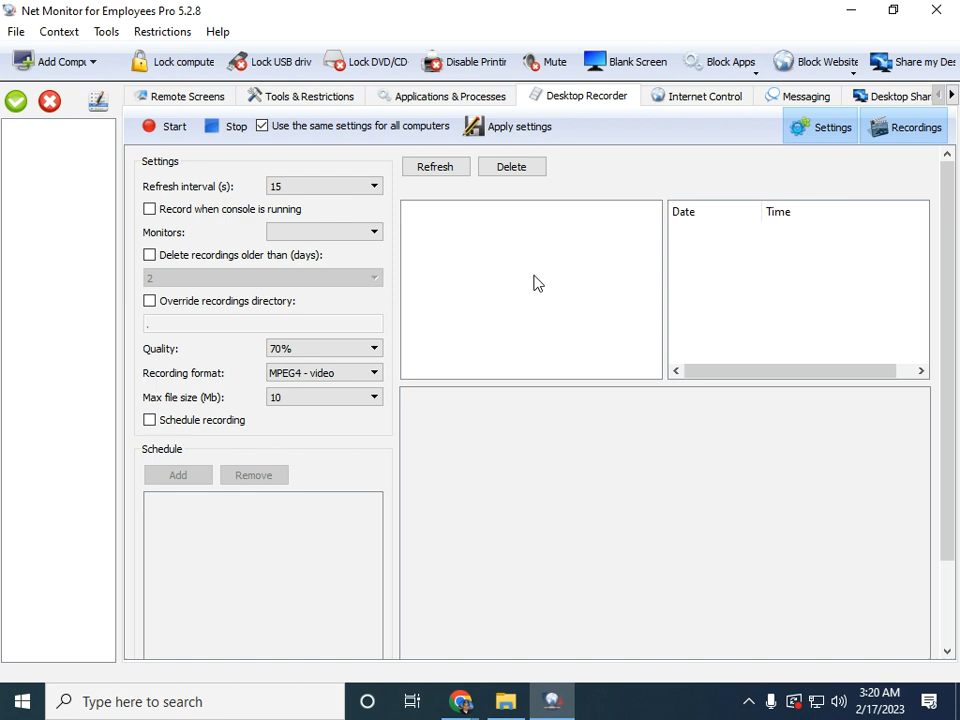 Net Monitor for Employees Pro 5.2.8
File Context Tools Restrictions Help
Add Compu Lock compute Lock USB driv Lock DVD/CD Disable Printir Mute Blank Screen Block Apps Block Website Share my Des
Remote Screens Tools & Restrictions Applications & Processes Desktop Recorder Internet Control Messaging Desktop Shar
Start Stop Use the same settings for all computers Apply settings Settings Recordings
Settings
Refresh Delete
Refresh interval (s): 15
Record when console is running
Date Time
Monitors:
Delete recordings older than (days):
2
Override recordings directory:
.
Quality: 70%
Recording format: MPEG4 - video
Max file size (Mb): 10
Schedule recording
Schedule
Add Remove
Type here to search
3:20 AM
2/17/2023